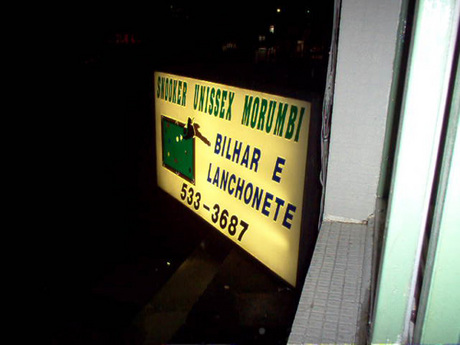 SNOOKER UNISSEX MORUMBI
BILHAR E
LANCHONETE
533-3687